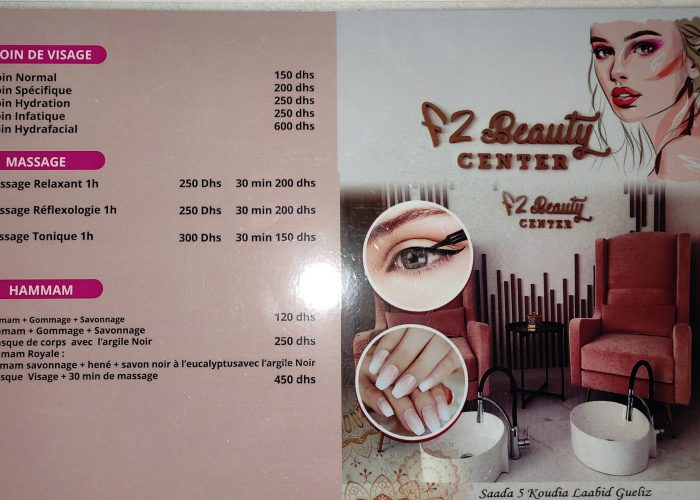 OIN DE VISAGE
oin Normal 150 dhs
oin Spécifique 200 dhs
oin Hydration 250 dhs
oin Infatique 250 dhs
oin Hydrafacial 600 dhs
MASSAGE
ssage Relaxant 1h 250 Dhs 30 min 200 dhs
ssage Réflexologie 1h 250 Dhs 30 min 200 dhs
ssage Tonique 1h 300 Dhs 30 min 150 dhs
HAMMAM
mam + Gommage + Savonnage 120 dhs
mam + Gommage + Savonnage
sque de corps avec l'argile Noir 250 dhs
mam Royale :
mam savonnage + hené + savon noir à l'eucalyptusavec l'argile Noir
sque Visage + 30 min de massage 450 dhs
F2 Beauty
CENTER
F2 Beauty
CENTER
Saada 5 Koudia Laabid Gueliz